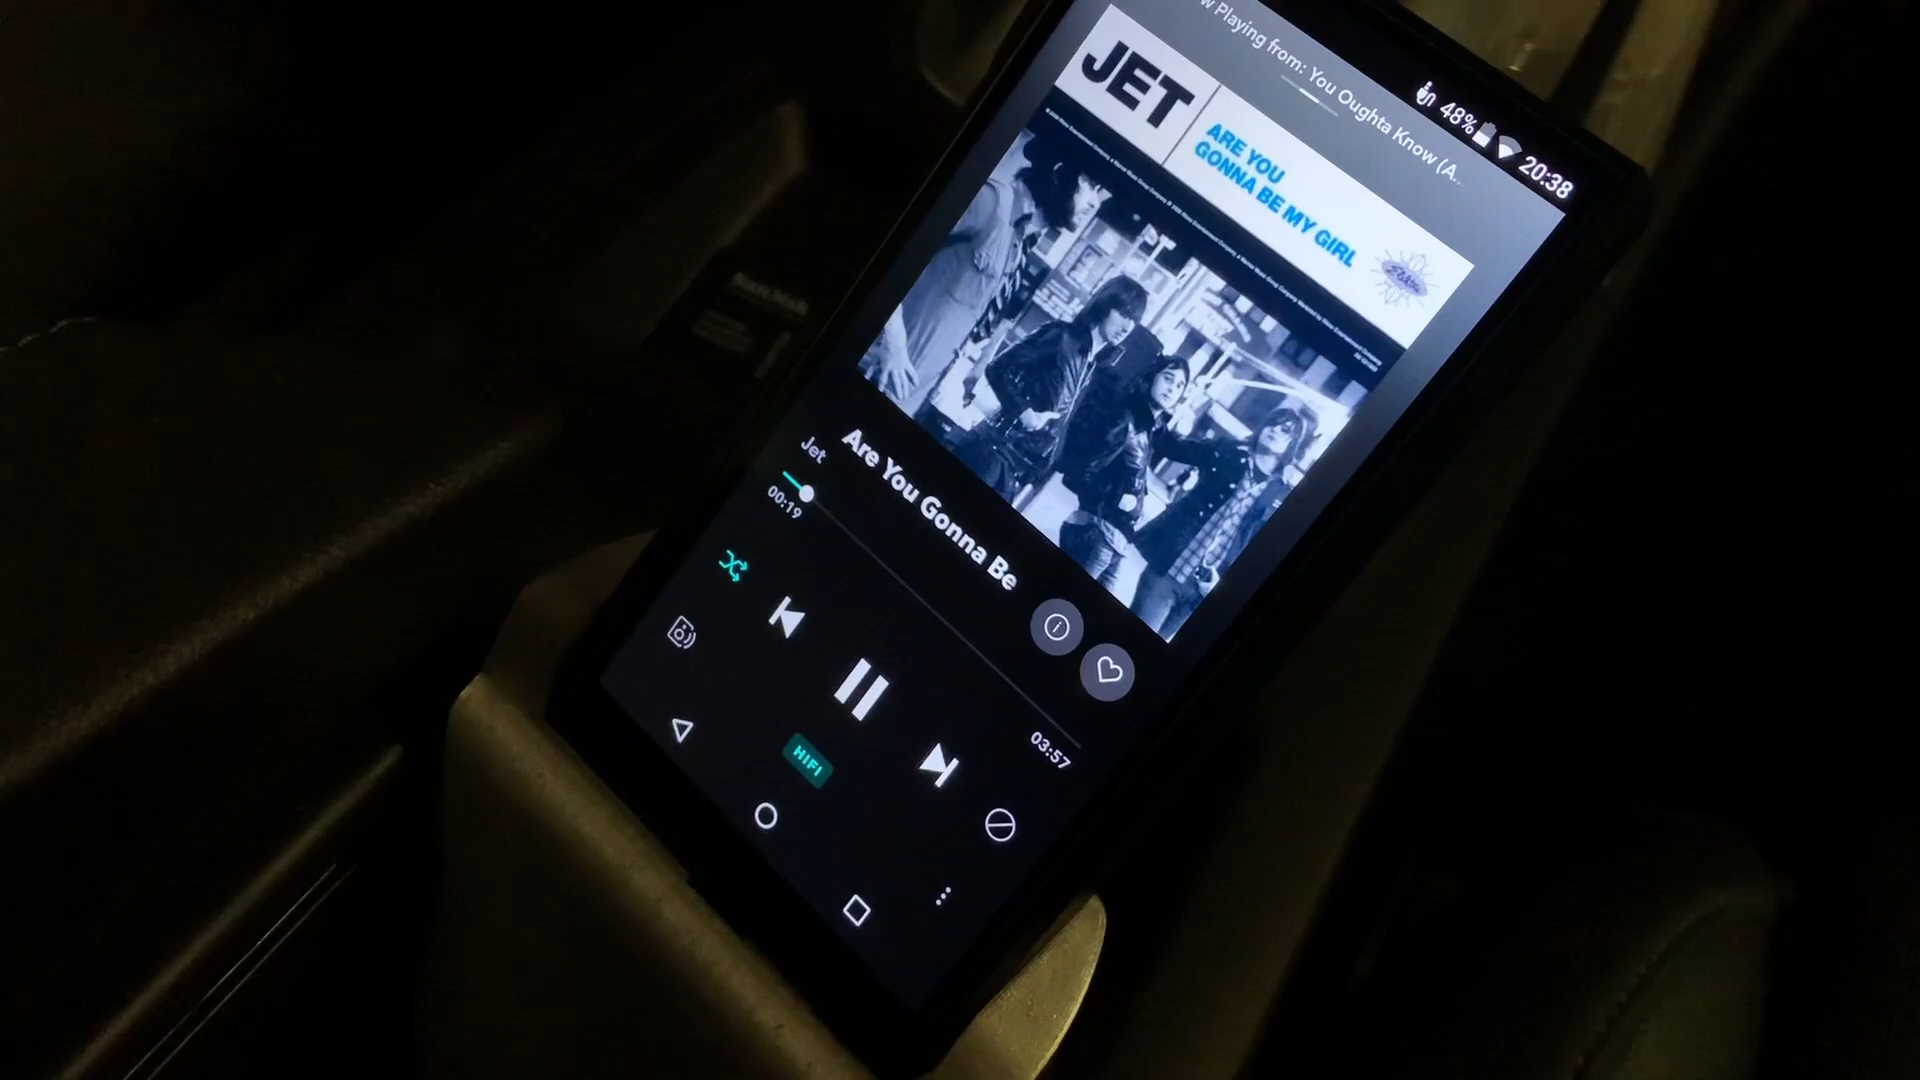 48% 20:38
w Playing from: You Oughta Know (A...
JET
ARE YOU
GONNA BE MY GIRL
Are You Gonna Be
Jet
00:19
03:57
HIFI